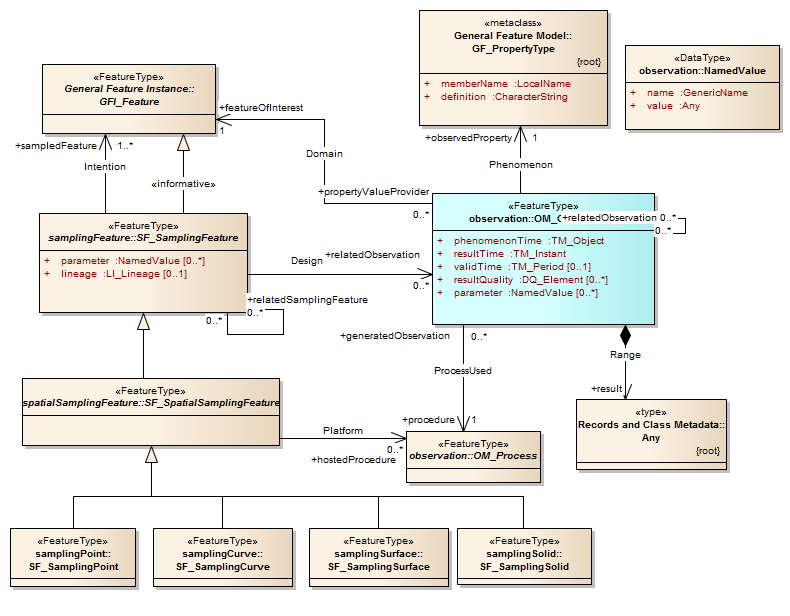 «metaclass»
General Feature Model::
GF_PropertyType
{root}
+ memberName :LocalName
+ definition :CharacterString
«DataType»
observation::NamedValue
+ name :GenericName
+ value :Any
«FeatureType»
General Feature Instance::
GFI_Feature
+featureOfInterest
1
+sampledFeature
1..*
Intention
«informative»
Domain
+observedProperty
1
Phenomenon
+propertyValueProvider
0..*
«FeatureType»
observation::OM_
+relatedObservation 0..*
0..*
+ phenomenonTime :TM_Object
+ resultTime :TM_Instant
+ validTime :TM_Period [0..1]
+ resultQuality :DQ_Element [0..*]
+ parameter :NamedValue [0..*]
«FeatureType»
samplingFeature::SF_SamplingFeature
+ parameter :NamedValue [0..*]
+ lineage :LI_Lineage [0..1]
Design
+relatedObservation
0..*
+relatedSamplingFeature
0..*
0..*
+generatedObservation
0..*
ProcessUsed
+procedure
1
Range
+result
«FeatureType»
spatialSamplingFeature::SF_SpatialSamplingFeature
Platform
0..*
+hostedProcedure
«FeatureType»
observation::OM_Process
«type»
Records and Class Metadata::
Any
{root}
«FeatureType»
samplingPoint::
SF_SamplingPoint
«FeatureType»
samplingCurve::
SF_SamplingCurve
«FeatureType»
samplingSurface::
SF_SamplingSurface
«FeatureType»
samplingSolid::
SF_SamplingSolid